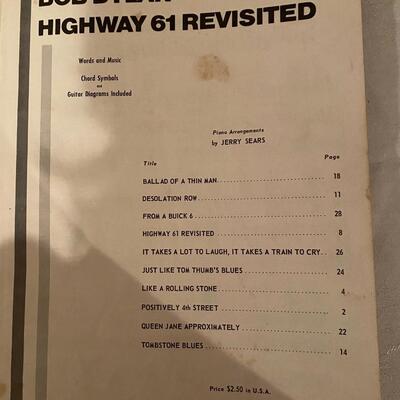 BOB DYLAN
HIGHWAY 61 REVISITED
Words and Music
Chord Symbols
and
Guitar Diagrams Included
Piano Arrangements
by JERRY SEARS
Title Page
BALLAD OF A THIN MAN 18
DESOLATION ROW 11
FROM A BUICK 6 28
HIGHWAY 61 REVISITED 8
IT TAKES A LOT TO LAUGH, IT TAKES A TRAIN TO CRY 26
JUST LIKE TOM THUMB'S BLUES 24
LIKE A ROLLING STONE 4
POSITIVELY 4th STREET 2
QUEEN JANE APPROXIMATELY 22
TOMBSTONE BLUES 14
Price $2.50 in U.S.A.